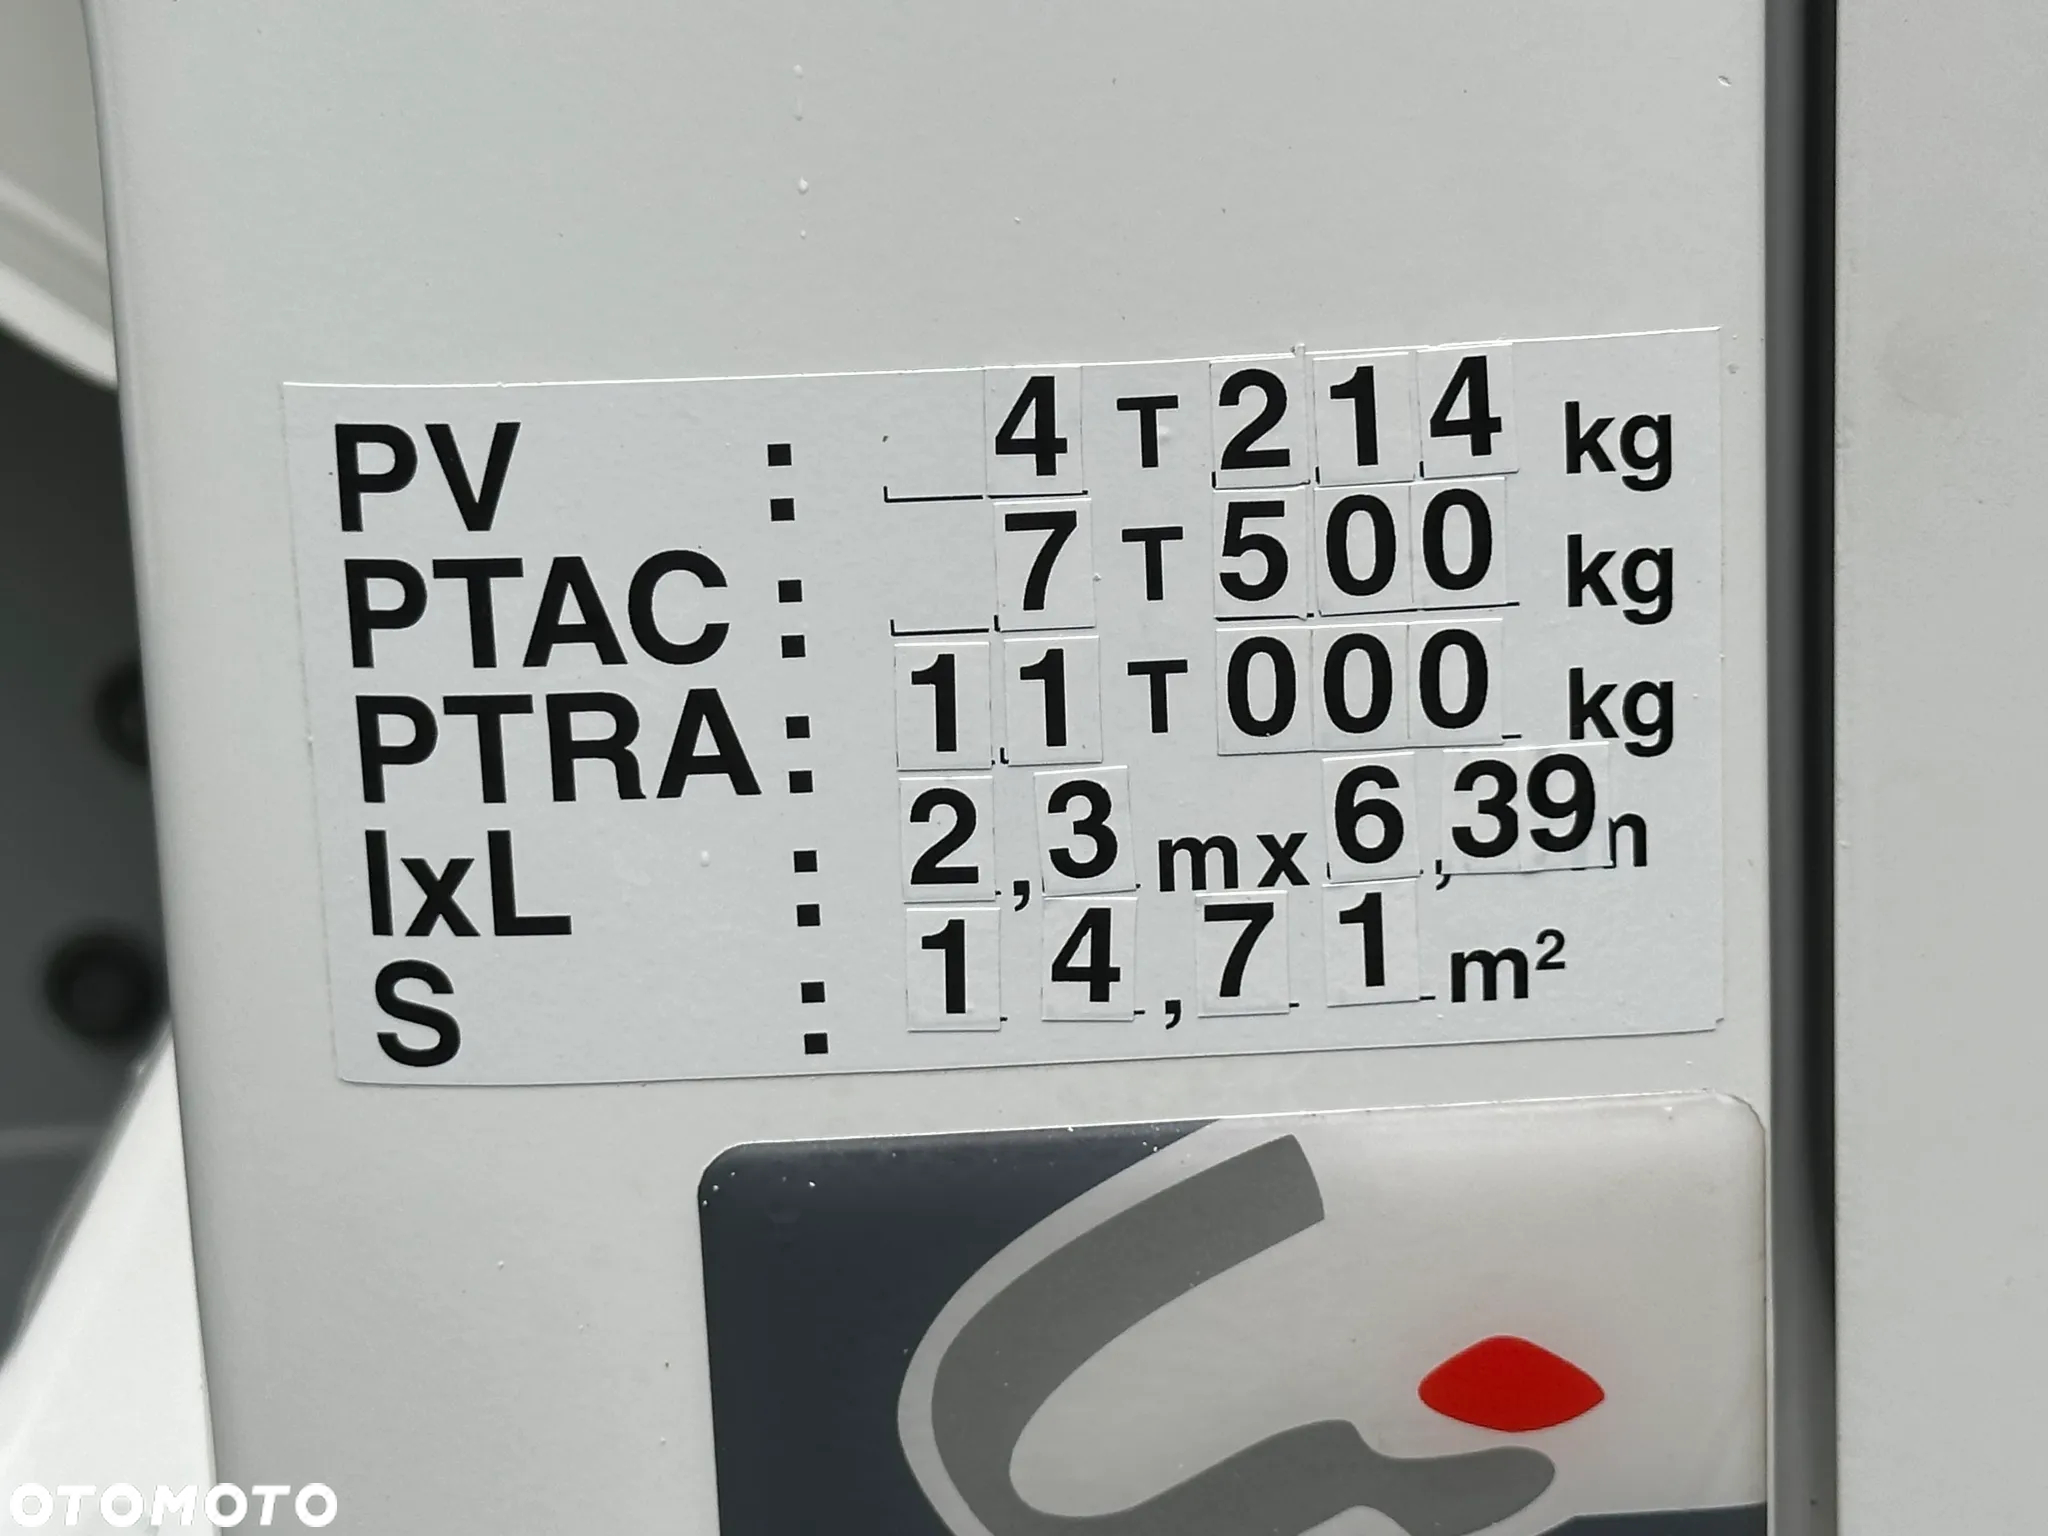 PV : 4 T 214 kg
PTAC : 7 T 500 kg
PTRA : 11 T 000 kg
lxL : 2,3 m x 6,39 m
S : 14,71 m²
OTOMOTO